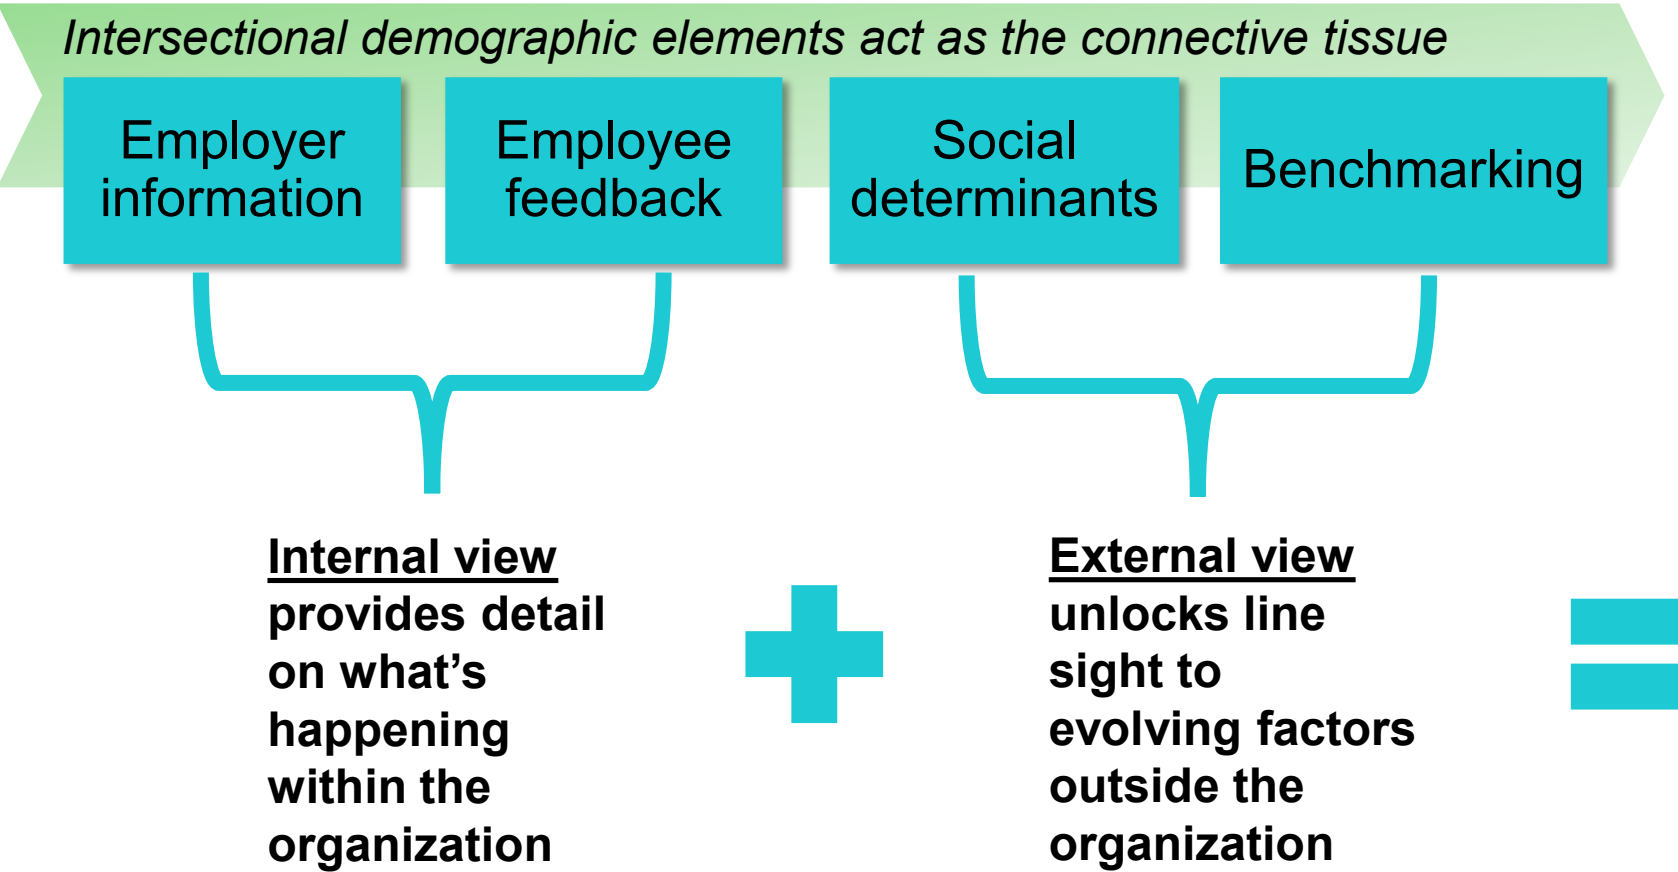 Intersectional demographic elements act as the connective tissue
Employer
information
Employee
feedback
Social
determinants
Benchmarking
Internal view
provides detail
on what’s
happening
within the
organization
External view
unlocks line
sight to
evolving factors
outside the
organization